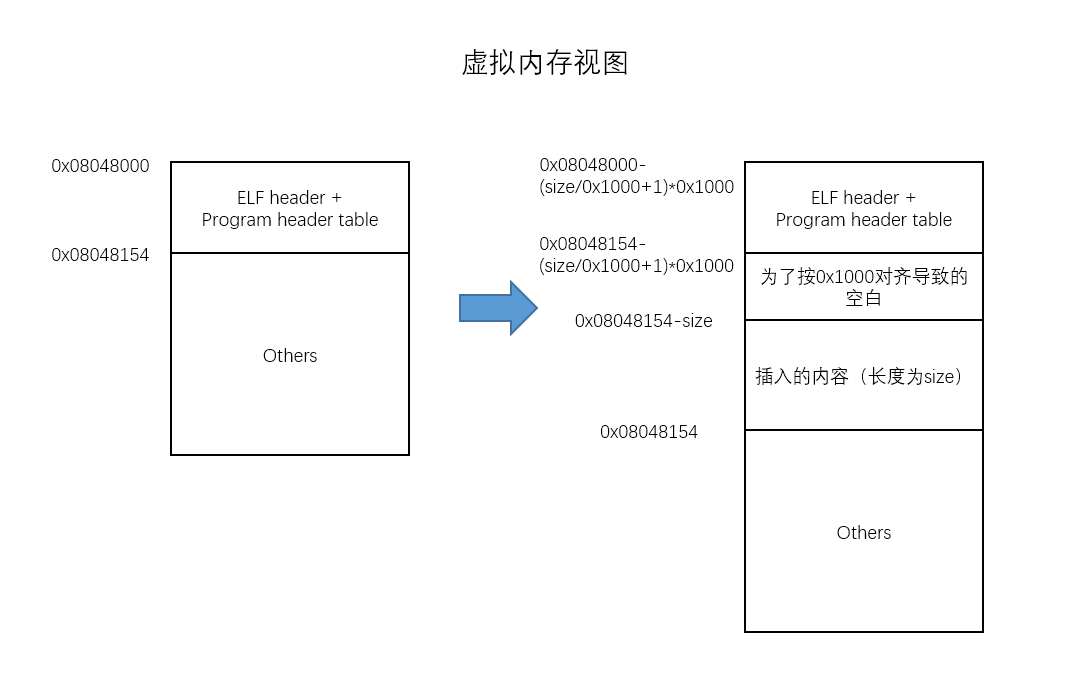 虚拟内存视图
0x08048000
ELF header +
Program header table
0x08048154
Others
0x08048000-
(size/0x1000+1)*0x1000
ELF header +
Program header table
0x08048154-
(size/0x1000+1)*0x1000
为了按0x1000对齐导致的
空白
0x08048154-size
插入的内容（长度为size）
0x08048154
Others